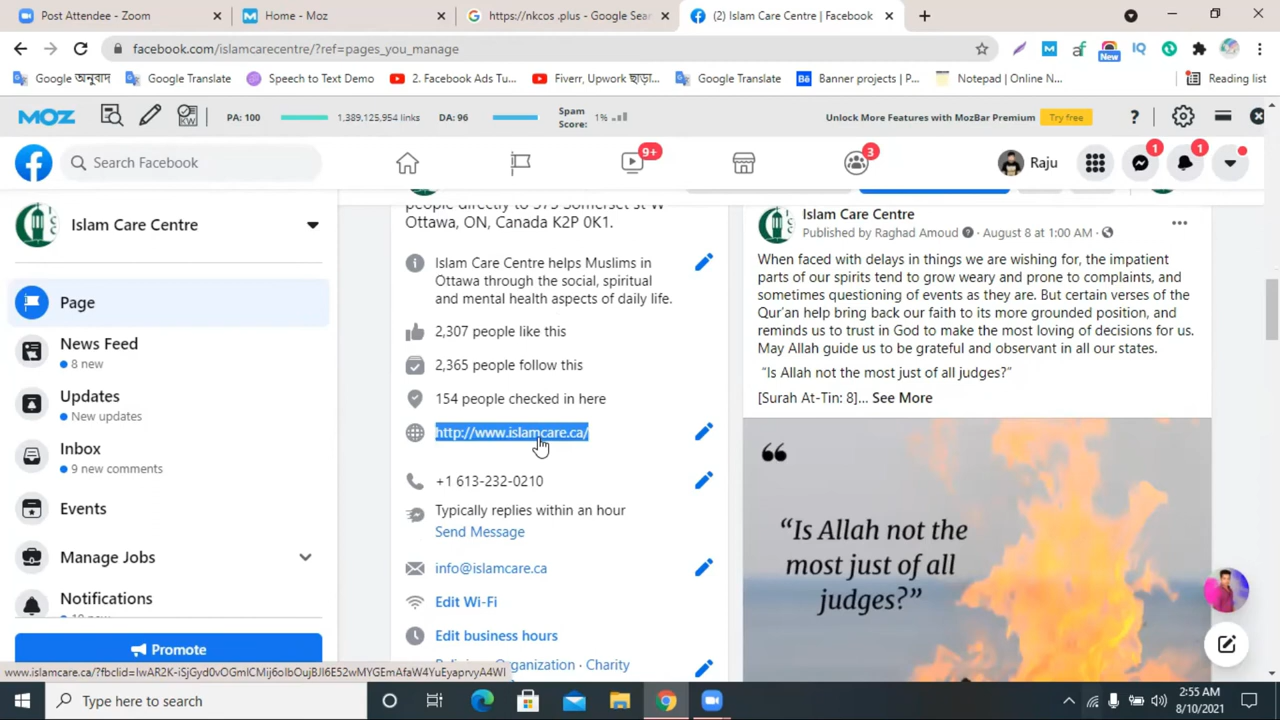 Post Attendee - Zoom
Home - Moz
https://nkcos .plus - Google Sea
(2) Islam Care Centre | Facebook
facebook.com/islamcarecentre/?ref=pages_you_manage
New
Google অনুবাদ
Google Translate
Speech to Text Demo
2. Facebook Ads Tu...
Fiverr, Upwork ছাড়া...
Google Translate
Banner projects | P...
Notepad | Online N...
Reading list
MOZ
PA: 100
1,389,125,954 links
DA: 96
Spam
Score:
1%
Unlock More Features with MozBar Premium
Try free
?
Search Facebook
9+
3
Raju
1
1
Islam Care Centre
Page
News Feed
8 new
Updates
New updates
Inbox
9 new comments
Events
Manage Jobs
Notifications
Promote
Ottawa, ON, Canada K2P 0K1.
Islam Care Centre helps Muslims in
Ottawa through the social, spiritual
and mental health aspects of daily life.
2,307 people like this
2,365 people follow this
154 people checked in here
http://www.islamcare.ca/
+1 613-232-0210
Typically replies within an hour
Send Message
info@islamcare.ca
Edit Wi-Fi
Edit business hours
Organization · Charity
Islam Care Centre
Published by Raghad Amoud · August 8 at 1:00 AM ·
When faced with delays in things we are wishing for, the impatient
parts of our spirits tend to grow weary and prone to complaints, and
sometimes questioning of events as they are. But certain verses of the
Qur'an help bring back our faith to its more grounded position, and
reminds us to trust in God to make the most loving of decisions for us.
May Allah guide us to be grateful and observant in all our states.
“Is Allah not the most just of all judges?”
[Surah At-Tin: 8]... See More
“Is Allah not the
most just of all
judges?”
Type here to search
2:55 AM
8/10/2021